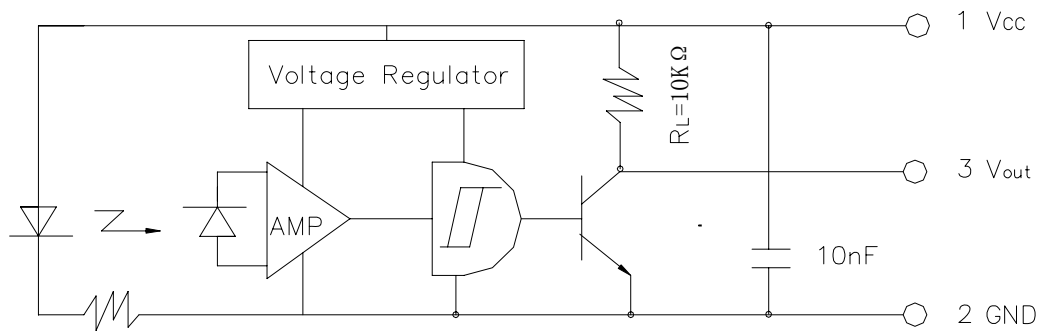 1 Vcc
Voltage Regulator
RL=10KΩ
3 Vout
AMP
10nF
2 GND